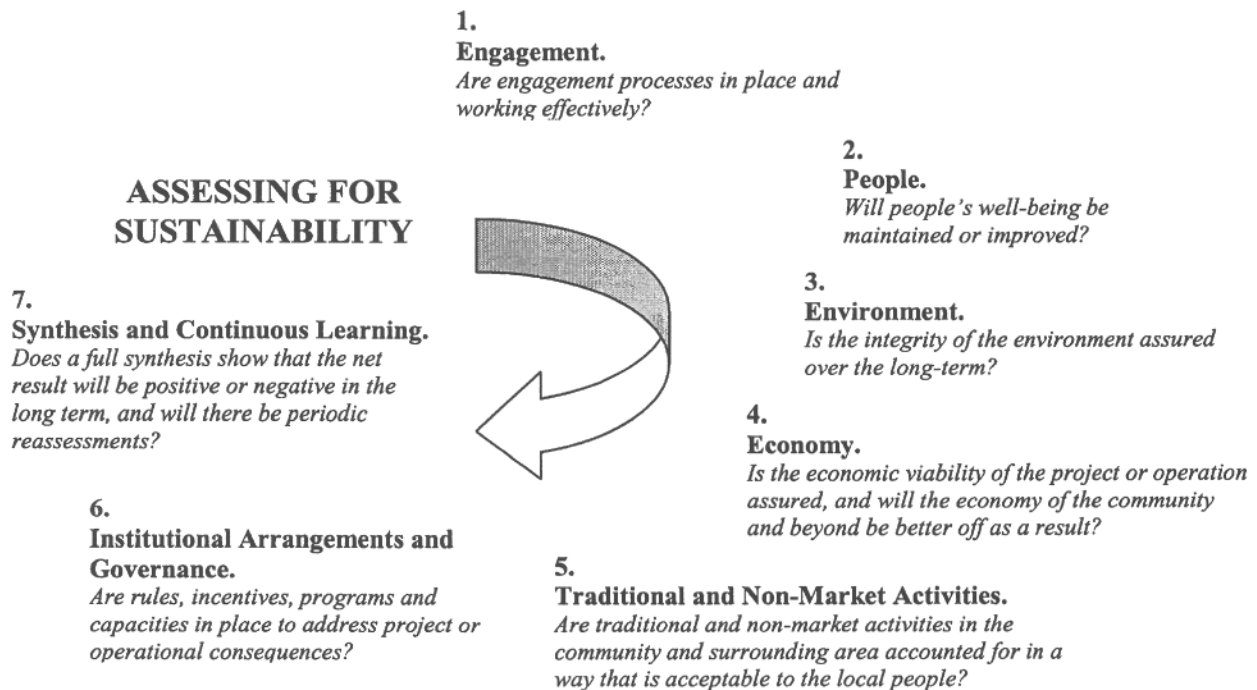 1.
Engagement.
Are engagement processes in place and
working effectively?
2.
People.
Will people's well-being be
maintained or improved?
ASSESSING FOR
SUSTAINABILITY
3.
Environment.
Is the integrity of the environment assured
over the long-term?
4.
Economy.
Is the economic viability of the project or operation
assured, and will the economy of the community
and beyond be better off as a result?
5.
Traditional and Non-Market Activities.
Are traditional and non-market activities in the
community and surrounding area accounted for in a
way that is acceptable to the local people?
6.
Institutional Arrangements and
Governance.
Are rules, incentives, programs and
capacities in place to address project or
operational consequences?
7.
Synthesis and Continuous Learning.
Does a full synthesis show that the net
result will be positive or negative in the
long term, and will there be periodic
reassessments?